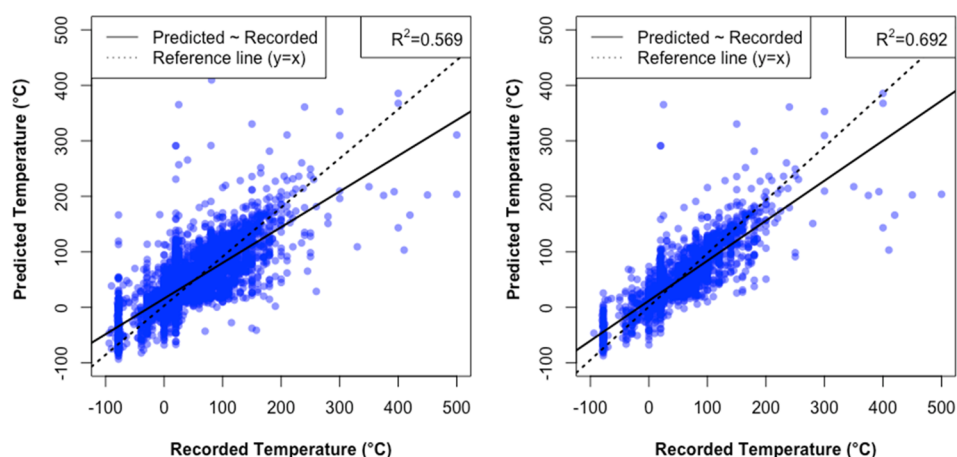 Predicted ~ Recorded
Reference line (y=x)
R²=0.569
500
400
300
200
100
0
-100
Predicted Temperature (°C)
-100 0 100 200 300 400 500
Recorded Temperature (°C)
Predicted ~ Recorded
Reference line (y=x)
R²=0.692
500
400
300
200
100
0
-100
Predicted Temperature (°C)
-100 0 100 200 300 400 500
Recorded Temperature (°C)